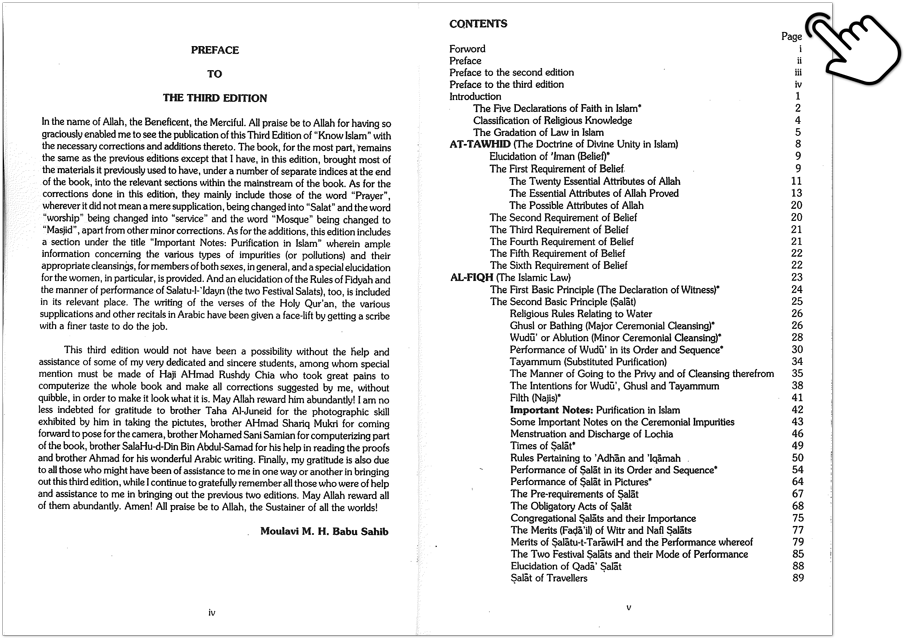 PREFACE
TO
THE THIRD EDITION
In the name of Allah, the Beneficent, the Merciful. All praise be to Allah for having so
graciously enabled me to see the publication of this Third Edition of “Know Islam” with
the necessary corrections and additions thereto. The book, for the most part, remains
the same as the previous editions except that I have, in this edition, brought most of
the materials it previously used to have, under a number of separate indices at the end
of the book, into the relevant sections within the mainstream of the book. As for the
corrections done in this edition, they mainly include those of the word “Prayer”,
wherever it did not mean a mere supplication, being changed into “Salat” and the word
“worship” being changed into “service” and the word “Mosque” being changed to
“Masjid”, apart from other minor corrections. As for the additions, this edition includes
a section under the title “Important Notes: Purification in Islam” wherein ample
information concerning the various types of impurities (or pollutions) and their
appropriate cleansings, for members of both sexes, in general, and a special elucidation
for the women, in particular, is provided. And an elucidation of the Rules of Fidyah and
the manner of performance of Salatu-l-‘Idayn (the two Festival Salats), too, is included
in its relevant place. The writing of the verses of the Holy Qur’an, the various
supplications and other recitals in Arabic have been given a face-lift by getting a scribe
with a finer taste to do the job.
This third edition would not have been a possibility without the help and
assistance of some of my very dedicated and sincere students, among whom special
mention must be made of Haji AHmad Rushdy Chia who took great pains to
computerize the whole book and make all corrections suggested by me, without
quibble, in order to make it look what it is. May Allah reward him abundantly! I am no
less indebted for gratitude to brother Taha Al-Juneid for the photographic skill
exhibited by him in taking the pictutes, brother AHmad Shariq Mukri for coming
forward to pose for the camera, brother Mohamed Sani Samian for computerizing part
of the book, brother SalaHu-d-Din Bin Abdul-Samad for his help in reading the proofs
and brother Ahmad for his wonderful Arabic writing. Finally, my gratitude is also due
to all those who might have been of assistance to me in one way or another in bringing
out this third edition, while I continue to gratefully remember all those who were of help
and assistance to me in bringing out the previous two editions. May Allah reward all
of them abundantly. Amen! All praise be to Allah, the Sustainer of all the worlds!
Moulavi M. H. Babu Sahib
iv
CONTENTS
Page
Forword i
Preface ii
Preface to the second edition iii
Preface to the third edition iv
Introduction 1
The Five Declarations of Faith in Islam* 2
Classification of Religious Knowledge 4
The Gradation of Law in Islam 5
AT-TAWHID (The Doctrine of Divine Unity in Islam) 8
Elucidation of ’Iman (Belief)* 9
The First Requirement of Belief 9
The Twenty Essential Attributes of Allah 11
The Essential Attributes of Allah Proved 13
The Possible Attributes of Allah 20
The Second Requirement of Belief 20
The Third Requirement of Belief 21
The Fourth Requirement of Belief 21
The Fifth Requirement of Belief 22
The Sixth Requirement of Belief 22
AL-FIQH (The Islamic Law) 23
The First Basic Principle (The Declaration of Witness)* 24
The Second Basic Principle (Ṣalāt) 25
Religious Rules Relating to Water 26
Ghusl or Bathing (Major Ceremonial Cleansing)* 26
Wuḍū’ or Ablution (Minor Ceremonial Cleansing)* 28
Performance of Wuḍū’ in its Order and Sequence* 30
Tayammum (Substituted Purification) 34
The Manner of Going to the Privy and of Cleansing therefrom 35
The Intentions for Wuḍū’, Ghusl and Tayammum 38
Filth (Najis)* 41
Important Notes: Purification in Islam 42
Some Important Notes on the Ceremonial Impurities 43
Menstruation and Discharge of Lochia 46
Times of Ṣalāt* 49
Rules Pertaining to ’Adhān and ’Iqāmah 50
Performance of Ṣalāt in its Order and Sequence* 54
Performance of Ṣalāt in Pictures* 64
The Pre-requirements of Ṣalāt 67
The Obligatory Acts of Ṣalāt 68
Congregational Ṣalāts and their Importance 75
The Merits (Faḍā’il) of Witr and Nafl Ṣalāts 77
Merits of Ṣalātu-t-TarāwiH and the Performance whereof 79
The Two Festival Ṣalāts and their Mode of Performance 85
Elucidation of Qaḍā’ Ṣalāt 88
Ṣalāt of Travellers 89
v